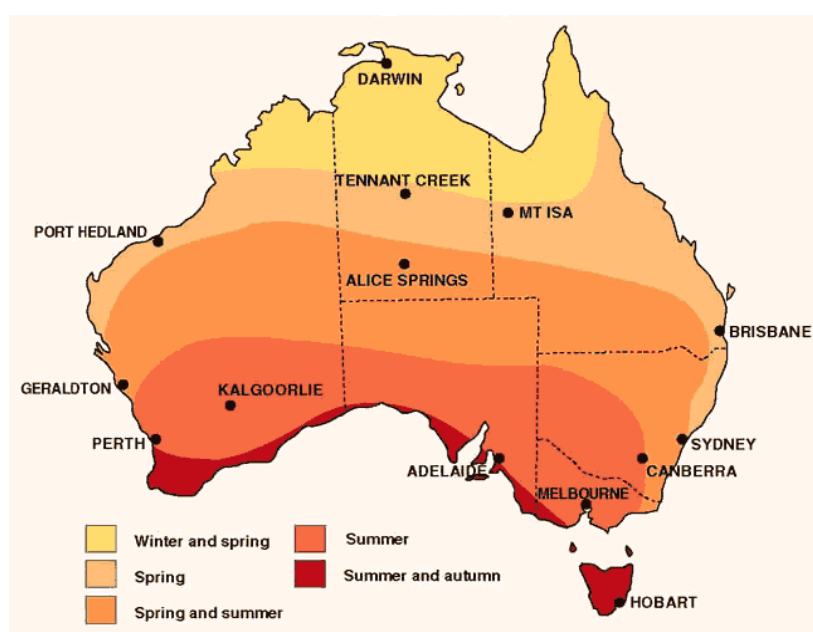 DARWIN
TENNANT CREEK
MT ISA
PORT HEDLAND
ALICE SPRINGS
BRISBANE
GERALDTON
KALGOORLIE
PERTH
SYDNEY
ADELAIDE
CANBERRA
MELBOURNE
Winter and spring
Summer
Spring
Summer and autumn
Spring and summer
HOBART